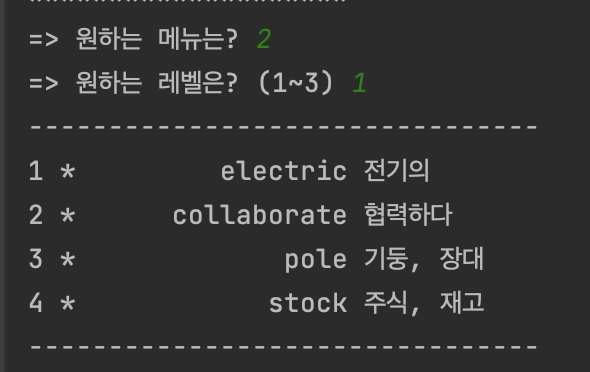 => 원하는 메뉴는? 2
=> 원하는 레벨은? (1~3) 1
--------------------------------
1 * electric 전기의
2 * collaborate 협력하다
3 * pole 기둥, 장대
4 * stock 주식, 재고
--------------------------------